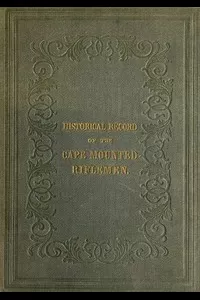 HISTORICAL RECORD
OF THE
CAPE MOUNTED
RIFLEMEN.